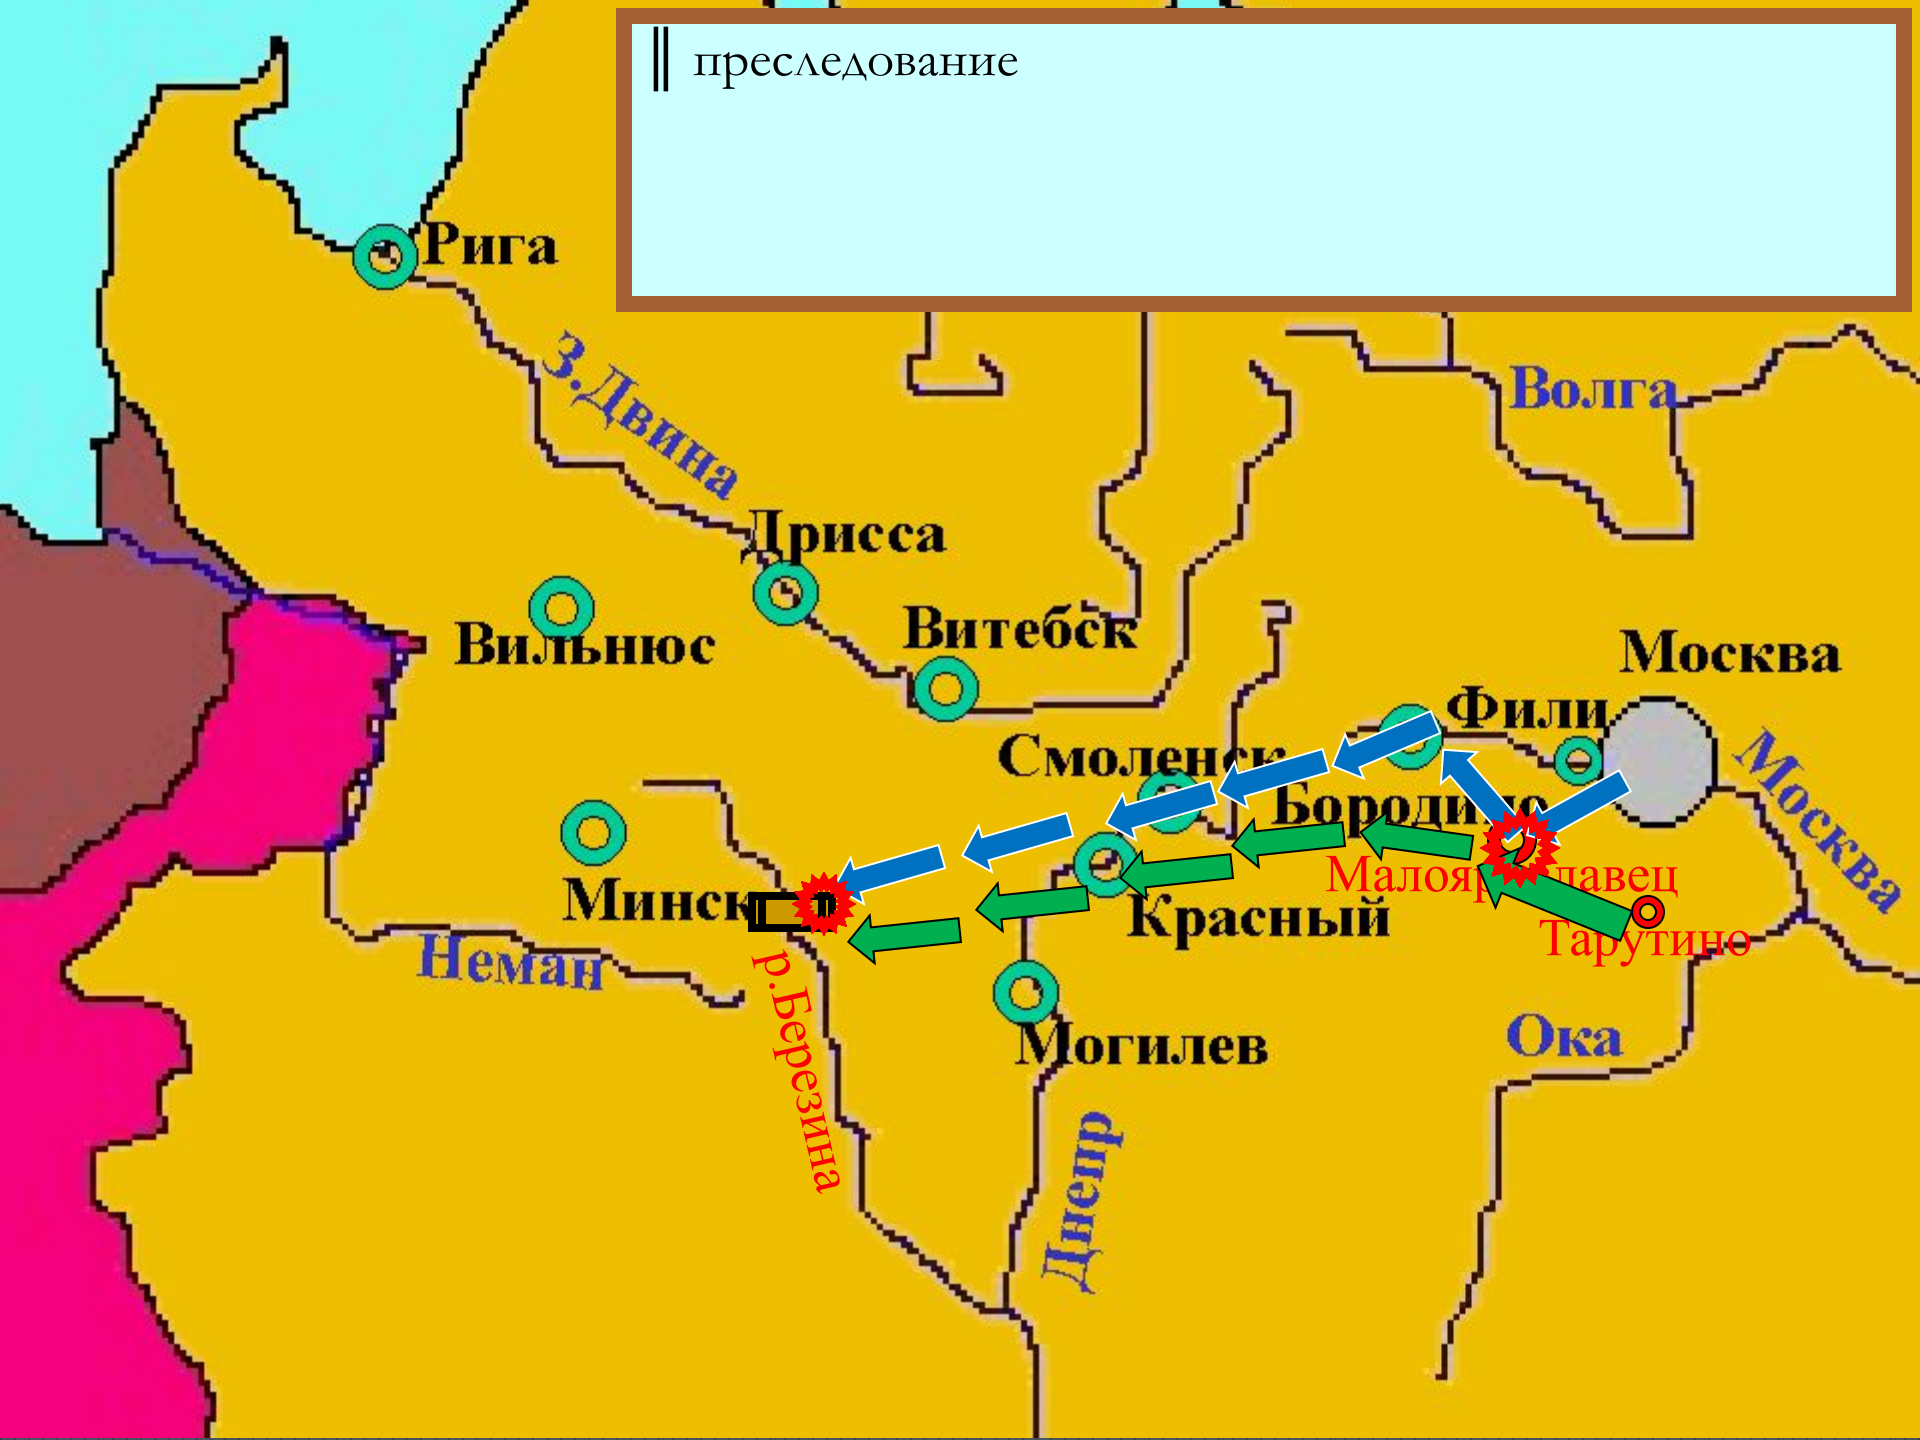 ║ преследование
Рига
З.Двина
Волга
Дрисса
Витебск
Вильнюс
Москва
Фили
Смоленск
Москва
Бородино
Малоярославец
Минск
Красный
Тарутино
Неман
р.Березина
Ока
Могилев
Днепр